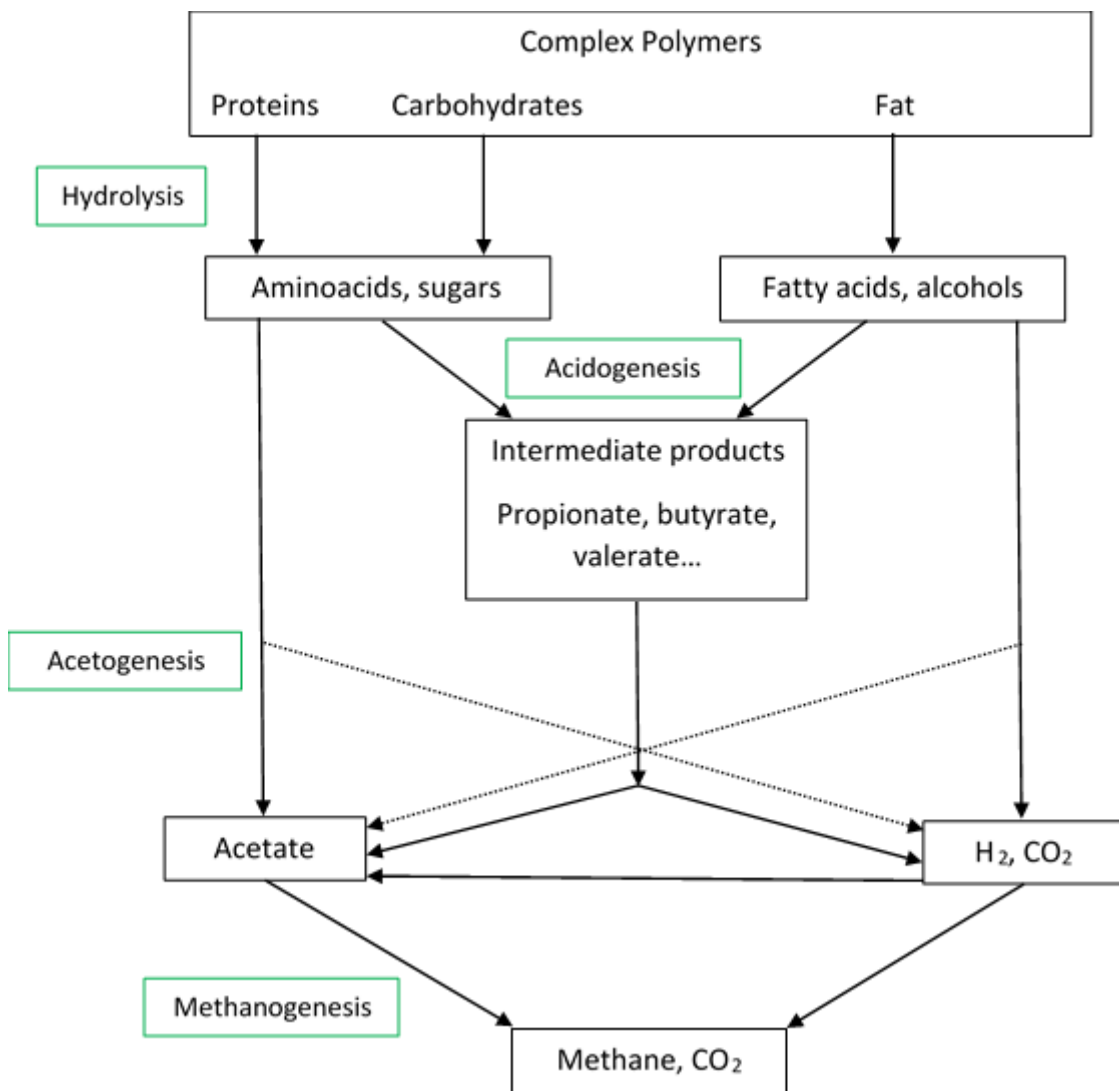 Complex Polymers
Proteins Carbohydrates Fat
Hydrolysis
Aminoacids, sugars
Fatty acids, alcohols
Acidogenesis
Intermediate products
Propionate, butyrate,
valerate...
Acetogenesis
Acetate
H₂, CO₂
Methanogenesis
Methane, CO₂